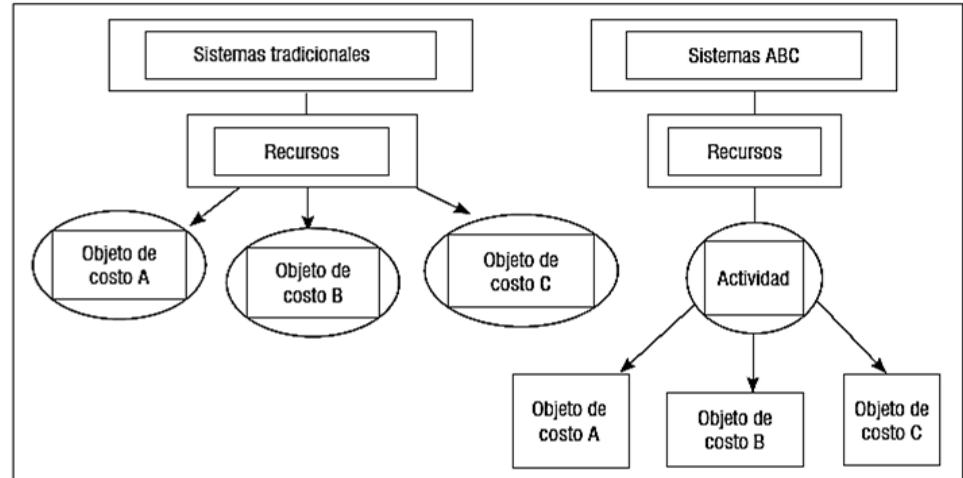 Sistemas tradicionales
Recursos
Objeto de
costo A
Objeto de
costo B
Objeto de
costo C
Sistemas ABC
Recursos
Actividad
Objeto de
costo A
Objeto de
costo B
Objeto de
costo C